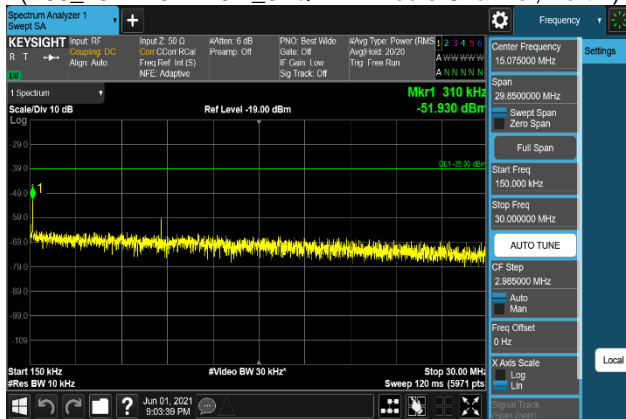 Spectrum Analyzer 1
Swept SA
Frequency
KEYSIGHT
R T
LXI
Input: RF
Coupling: DC
Align: Auto
Input Z: 50 Ω
Corr CCorr RCal
Freq Ref: Int (S)
NFE: Adaptive
#Atten: 6 dB
Preamp: Off
PNO: Best Wide
Gate: Off
IF Gain: Low
Sig Track: Off
#Avg Type: Power (RMS
Avg|Hold: 20/20
Trig: Free Run
1 2 3 4 5 6
A W W W W W
A N N N N N
1 Spectrum
Scale/Div 10 dB
Log
Ref Level -19.00 dBm
Mkr1 310 kHz
-51.930 dBm
DL1 -39.00 dBm
-29.0
-39.0
-49.0
-59.0
-69.0
-79.0
-89.0
-99.0
-109
1
Start 150 kHz
#Res BW 10 kHz
#Video BW 30 kHz*
Stop 30.00 MHz
Sweep 120 ms (5971 pts)
Jun 01, 2021
9:03:39 PM
Center Frequency
15.075000 MHz
Span
29.8500000 MHz
Swept Span
Zero Span
Full Span
Start Freq
150.000 kHz
Stop Freq
30.000000 MHz
AUTO TUNE
CF Step
2.985000 MHz
Auto
Man
Freq Offset
0 Hz
X Axis Scale
Log
Lin
Signal Track
(Span Zoom)
Settings
Local